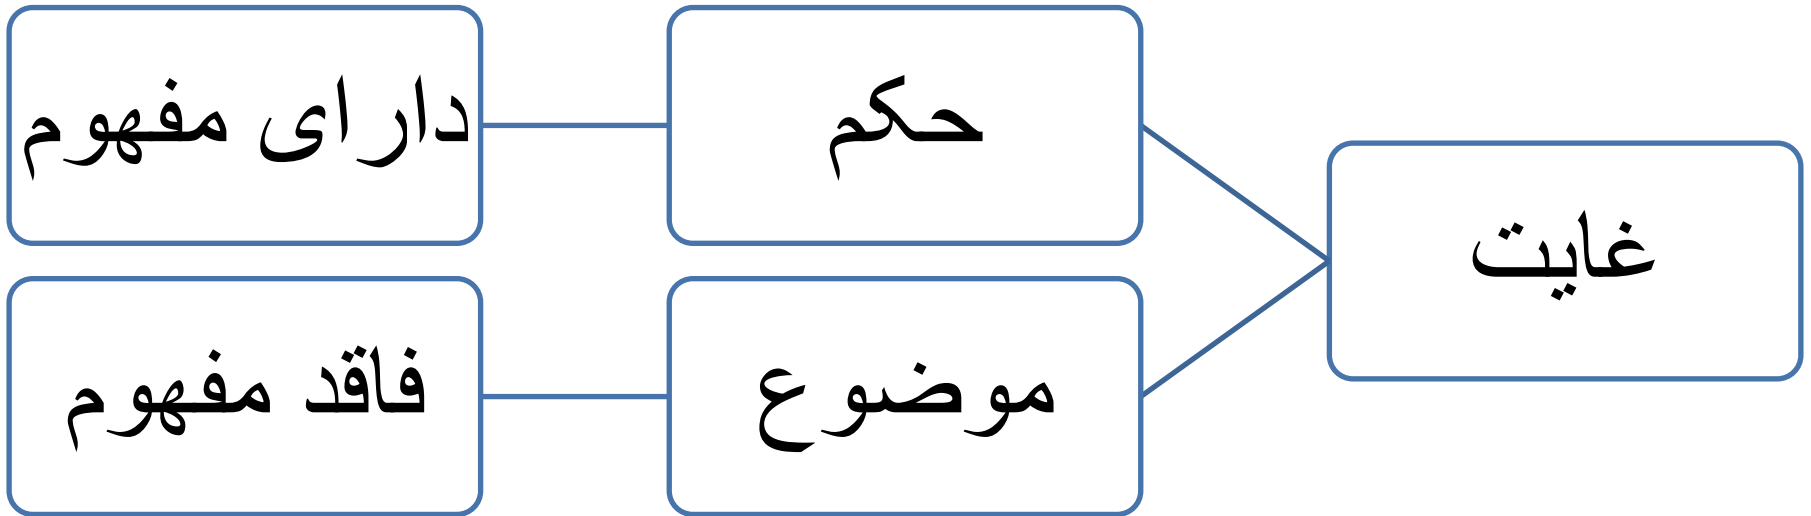 غایت
حکم
دارای مفهوم
موضوع
فاقد مفهوم